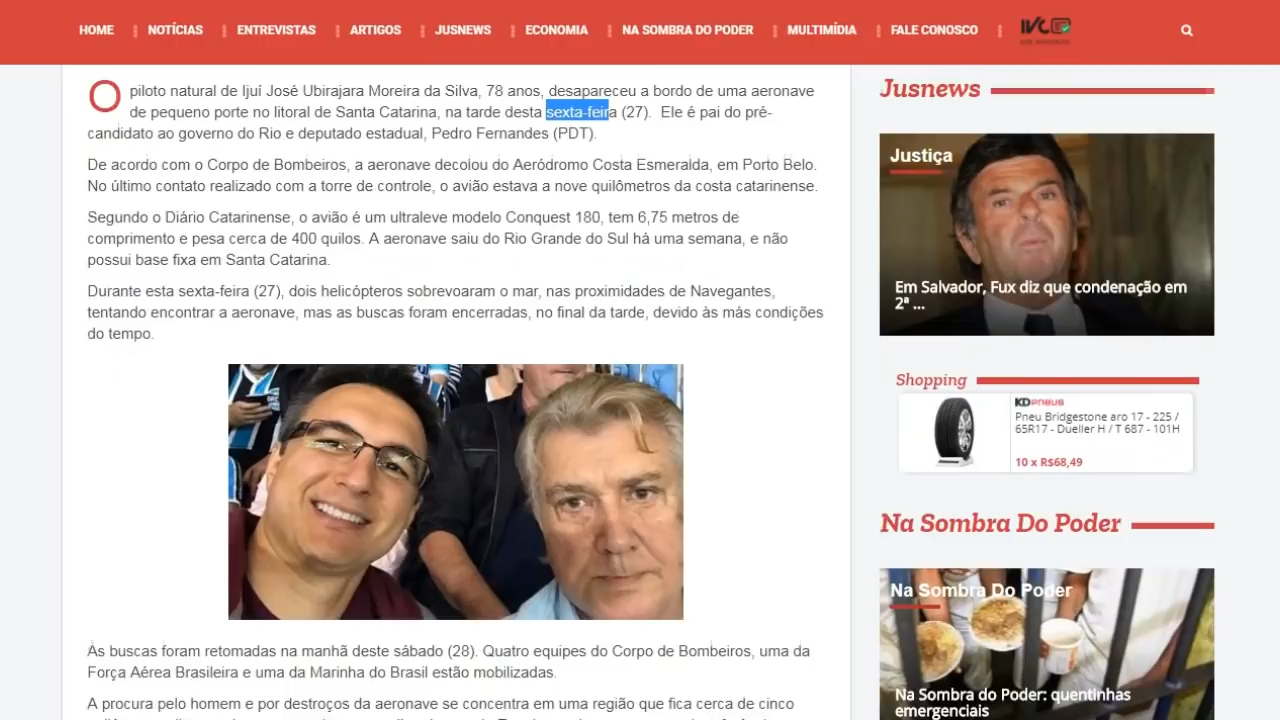 HOME
NOTÍCIAS
ENTREVISTAS
ARTIGOS
JUSNEWS
ECONOMIA
NA SOMBRA DO PODER
MULTIMÍDIA
FALE CONOSCO
IVC
O piloto natural de Ijuí José Ubirajara Moreira da Silva, 78 anos, desapareceu a bordo de uma aeronave
de pequeno porte no litoral de Santa Catarina, na tarde desta sexta-feira (27). Ele é pai do pré-
candidato ao governo do Rio e deputado estadual, Pedro Fernandes (PDT).
De acordo com o Corpo de Bombeiros, a aeronave decolou do Aeródromo Costa Esmeralda, em Porto Belo.
No último contato realizado com a torre de controle, o avião estava a nove quilômetros da costa catarinense.
Segundo o Diário Catarinense, o avião é um ultraleve modelo Conquest 180, tem 6,75 metros de
comprimento e pesa cerca de 400 quilos. A aeronave saiu do Rio Grande do Sul há uma semana, e não
possui base fixa em Santa Catarina.
Durante esta sexta-feira (27), dois helicópteros sobrevoaram o mar, nas proximidades de Navegantes,
tentando encontrar a aeronave, mas as buscas foram encerradas, no final da tarde, devido às más condições
do tempo.
As buscas foram retomadas na manhã deste sábado (28). Quatro equipes do Corpo de Bombeiros, uma da
Força Aérea Brasileira e uma da Marinha do Brasil estão mobilizadas.
A procura pelo homem e por destroços da aeronave se concentra em uma região que fica cerca de cinco
Jusnews
Justiça
Em Salvador, Fux diz que condenação em
2ª ...
Shopping
KD PNEUS
Pneu Bridgestone aro 17 - 225 /
65R17 - Dueller H / T 687 - 101H
10 x R$68,49
Na Sombra Do Poder
Na Sombra Do Poder
Na Sombra do Poder: quentinhas
emergenciais